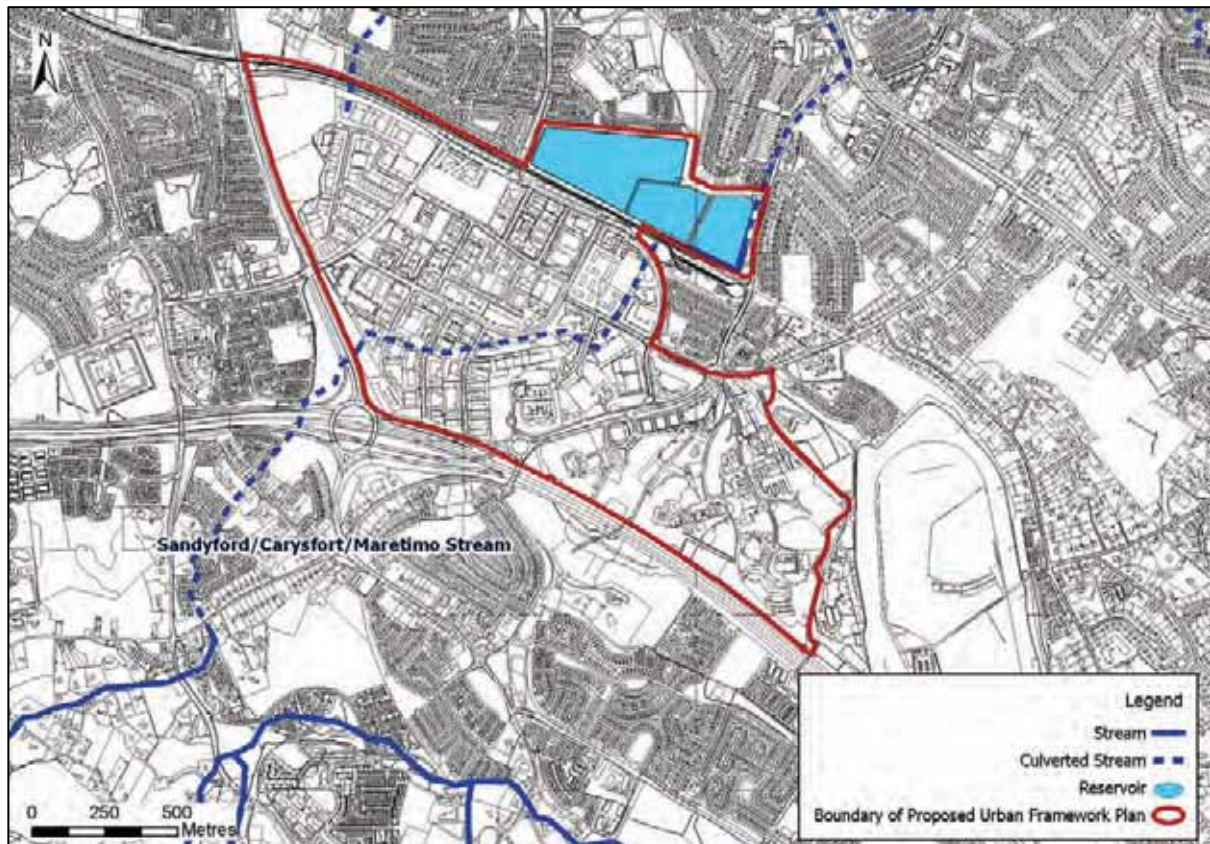 N
Sandyford/Carysfort/Maretimo Stream
Legend
Stream
Culverted Stream
Reservoir
Boundary of Proposed Urban Framework Plan
0 250 500
Metres